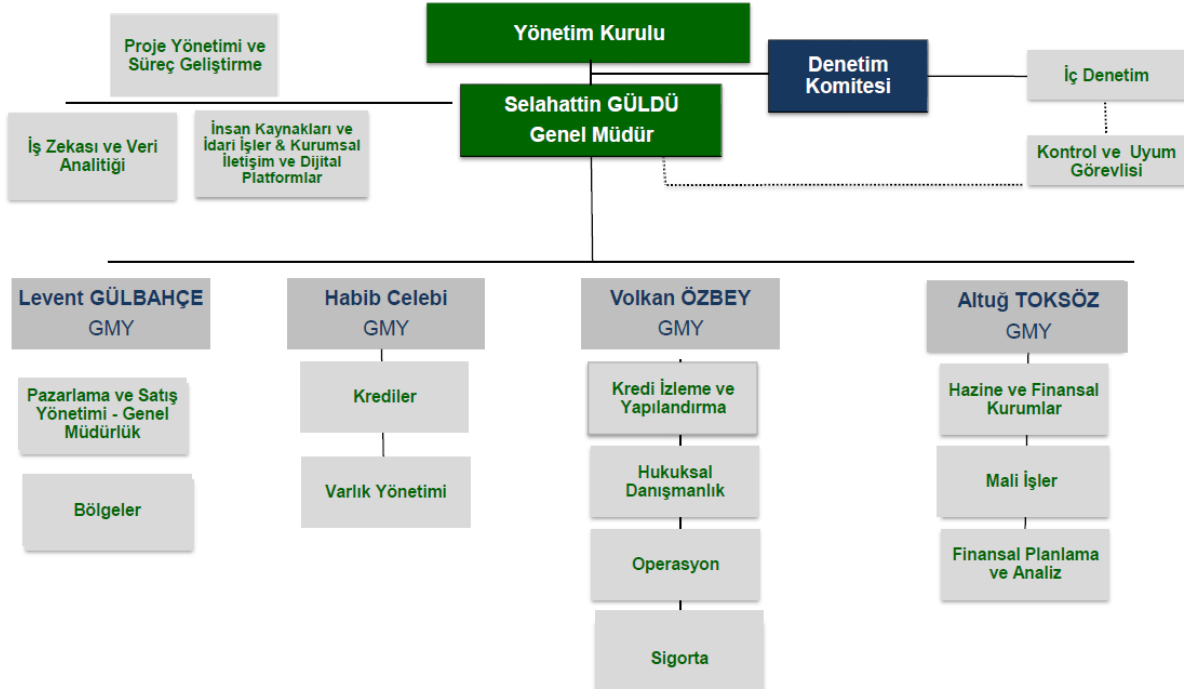 Yönetim Kurulu
Proje Yönetimi ve
Süreç Geliştirme
Denetim
Komitesi
İç Denetim
Selahattin GÜLDÜ
Genel Müdür
İş Zekası ve Veri
Analitiği
İnsan Kaynakları ve
İdari İşler & Kurumsal
İletişim ve Dijital
Platformlar
Kontrol ve Uyum
Görevlisi
Levent GÜLBAHÇE
GMY
Habib Celebi
GMY
Volkan ÖZBEY
GMY
Altuğ TOKSÖZ
GMY
Pazarlama ve Satış
Yönetimi - Genel
Müdürlük
Bölgeler
Krediler
Varlık Yönetimi
Kredi İzleme ve
Yapılandırma
Hukuksal
Danışmanlık
Operasyon
Sigorta
Hazine ve Finansal
Kurumlar
Mali İşler
Finansal Planlama
ve Analiz